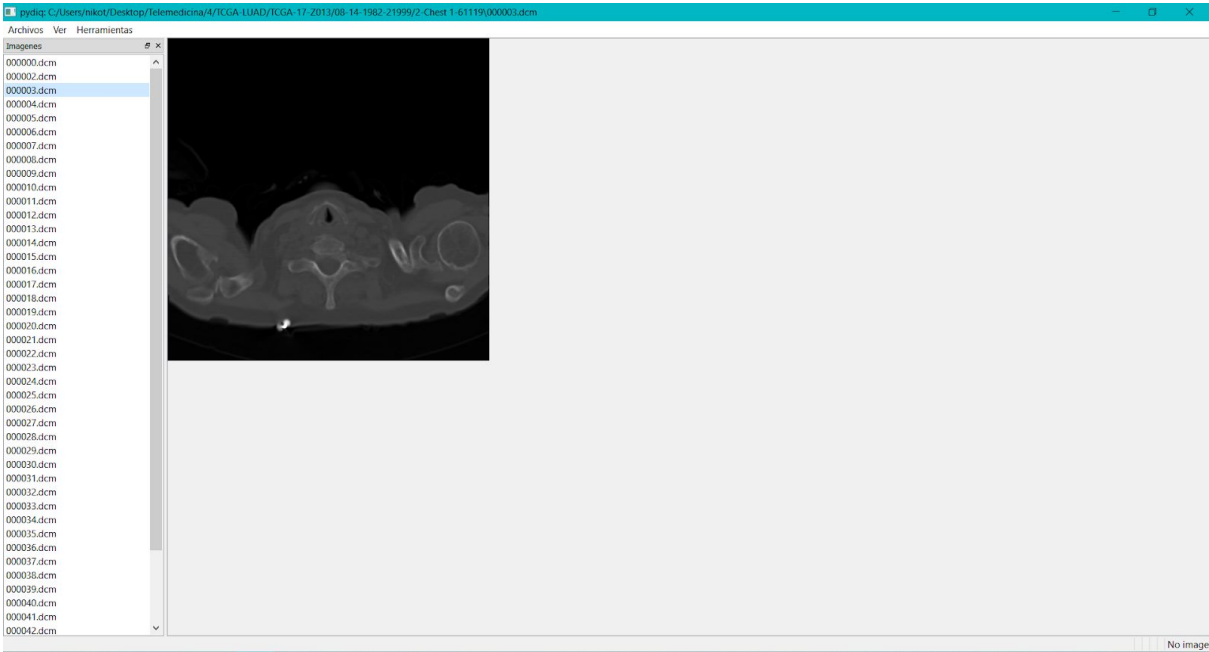 pydiq: C:/Users/nikot/Desktop/Telemedicina/4/TCGA-LUAD/TCGA-17-Z013/08-14-1982-21999/2-Chest 1-61119\000003.dcm
Archivos Ver Herramientas
Imagenes
000000.dcm
000002.dcm
000003.dcm
000004.dcm
000005.dcm
000006.dcm
000007.dcm
000008.dcm
000009.dcm
000010.dcm
000011.dcm
000012.dcm
000013.dcm
000014.dcm
000015.dcm
000016.dcm
000017.dcm
000018.dcm
000019.dcm
000020.dcm
000021.dcm
000022.dcm
000023.dcm
000024.dcm
000025.dcm
000026.dcm
000027.dcm
000028.dcm
000029.dcm
000030.dcm
000031.dcm
000032.dcm
000033.dcm
000034.dcm
000035.dcm
000036.dcm
000037.dcm
000038.dcm
000039.dcm
000040.dcm
000041.dcm
000042.dcm
No image